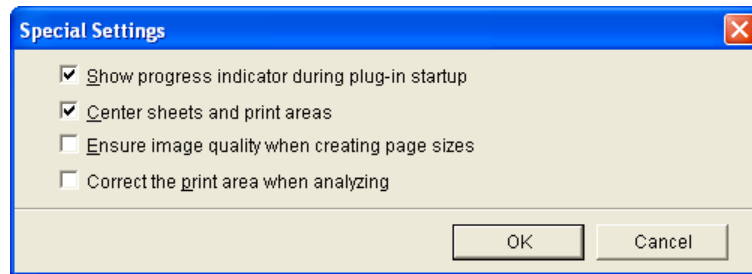 Special Settings
Show progress indicator during plug-in startup
Center sheets and print areas
Ensure image quality when creating page sizes
Correct the print area when analyzing
OK Cancel